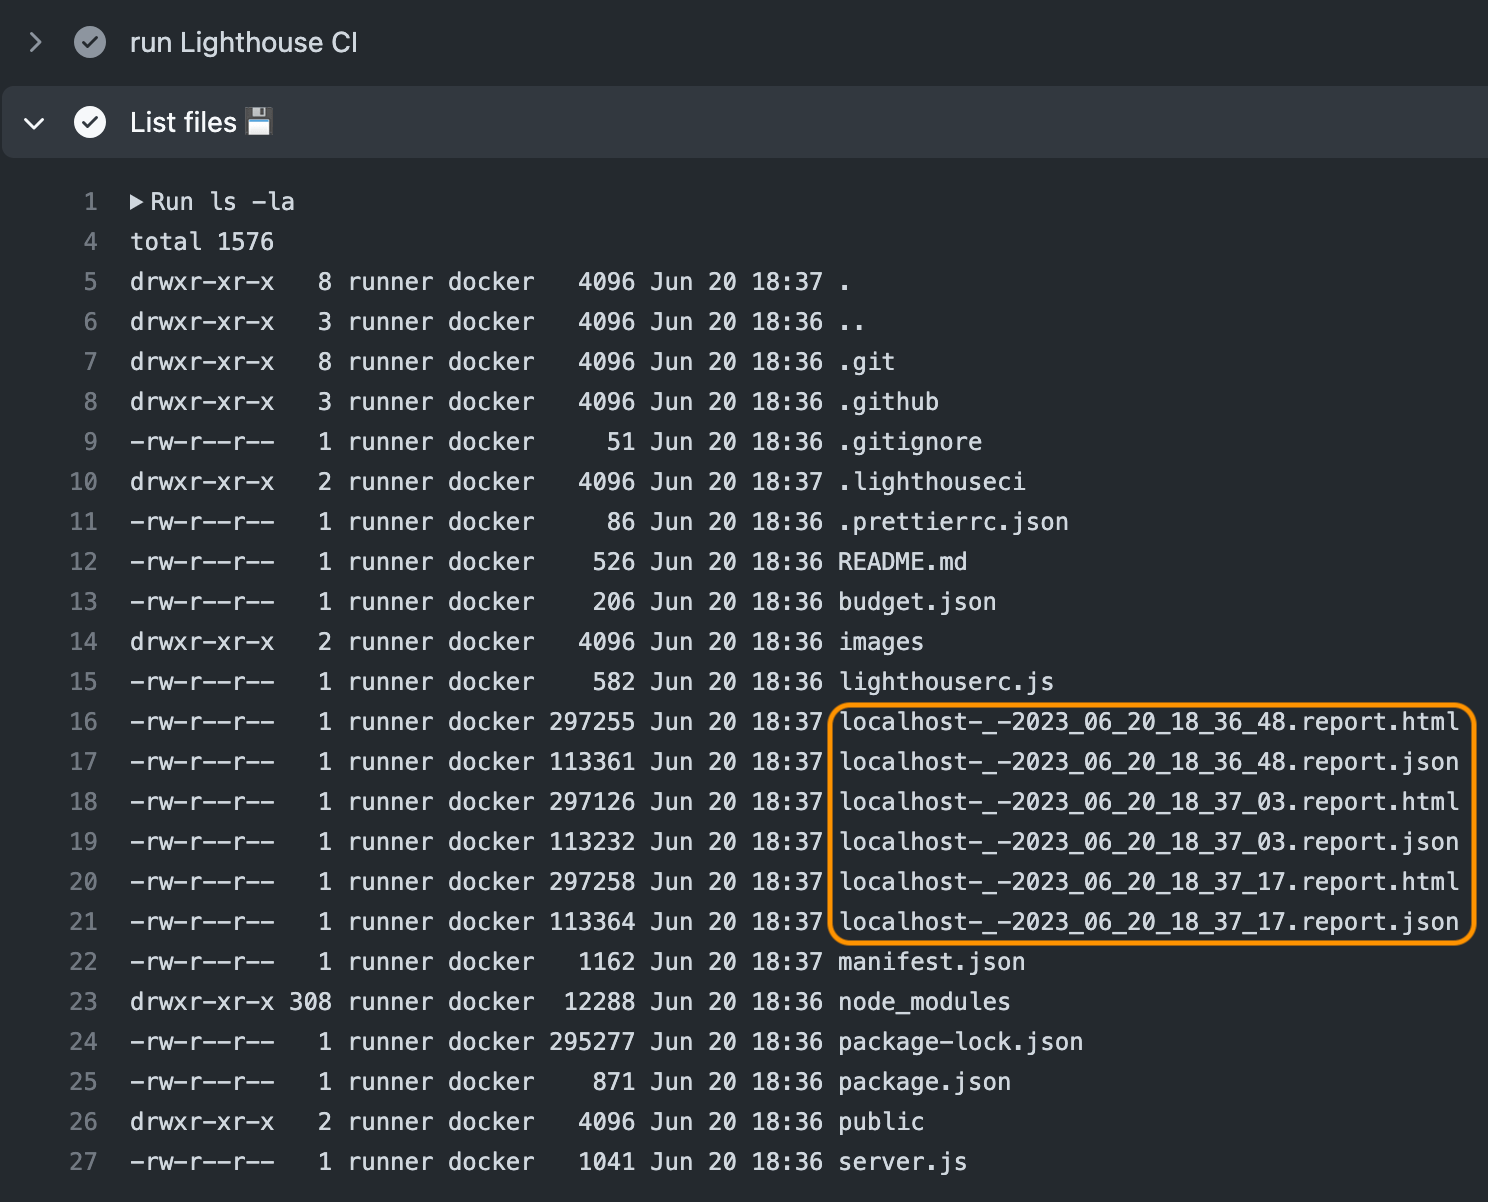 run Lighthouse CI
List files 💾
1 ▶ Run ls -la
4 total 1576
5 drwxr-xr-x   8 runner docker   4096 Jun 20 18:37 .
6 drwxr-xr-x   3 runner docker   4096 Jun 20 18:36 ..
7 drwxr-xr-x   8 runner docker   4096 Jun 20 18:36 .git
8 drwxr-xr-x   3 runner docker   4096 Jun 20 18:36 .github
9 -rw-r--r--   1 runner docker     51 Jun 20 18:36 .gitignore
10 drwxr-xr-x   2 runner docker   4096 Jun 20 18:37 .lighthouseci
11 -rw-r--r--   1 runner docker     86 Jun 20 18:36 .prettierrc.json
12 -rw-r--r--   1 runner docker    526 Jun 20 18:36 README.md
13 -rw-r--r--   1 runner docker    206 Jun 20 18:36 budget.json
14 drwxr-xr-x   2 runner docker   4096 Jun 20 18:36 images
15 -rw-r--r--   1 runner docker    582 Jun 20 18:36 lighthouserc.js
16 -rw-r--r--   1 runner docker 297255 Jun 20 18:37 localhost-_-2023_06_20_18_36_48.report.html
17 -rw-r--r--   1 runner docker 113361 Jun 20 18:37 localhost-_-2023_06_20_18_36_48.report.json
18 -rw-r--r--   1 runner docker 297126 Jun 20 18:37 localhost-_-2023_06_20_18_37_03.report.html
19 -rw-r--r--   1 runner docker 113232 Jun 20 18:37 localhost-_-2023_06_20_18_37_03.report.json
20 -rw-r--r--   1 runner docker 297258 Jun 20 18:37 localhost-_-2023_06_20_18_37_17.report.html
21 -rw-r--r--   1 runner docker 113364 Jun 20 18:37 localhost-_-2023_06_20_18_37_17.report.json
22 -rw-r--r--   1 runner docker   1162 Jun 20 18:37 manifest.json
23 drwxr-xr-x 308 runner docker  12288 Jun 20 18:36 node_modules
24 -rw-r--r--   1 runner docker 295277 Jun 20 18:36 package-lock.json
25 -rw-r--r--   1 runner docker    871 Jun 20 18:36 package.json
26 drwxr-xr-x   2 runner docker   4096 Jun 20 18:36 public
27 -rw-r--r--   1 runner docker   1041 Jun 20 18:36 server.js